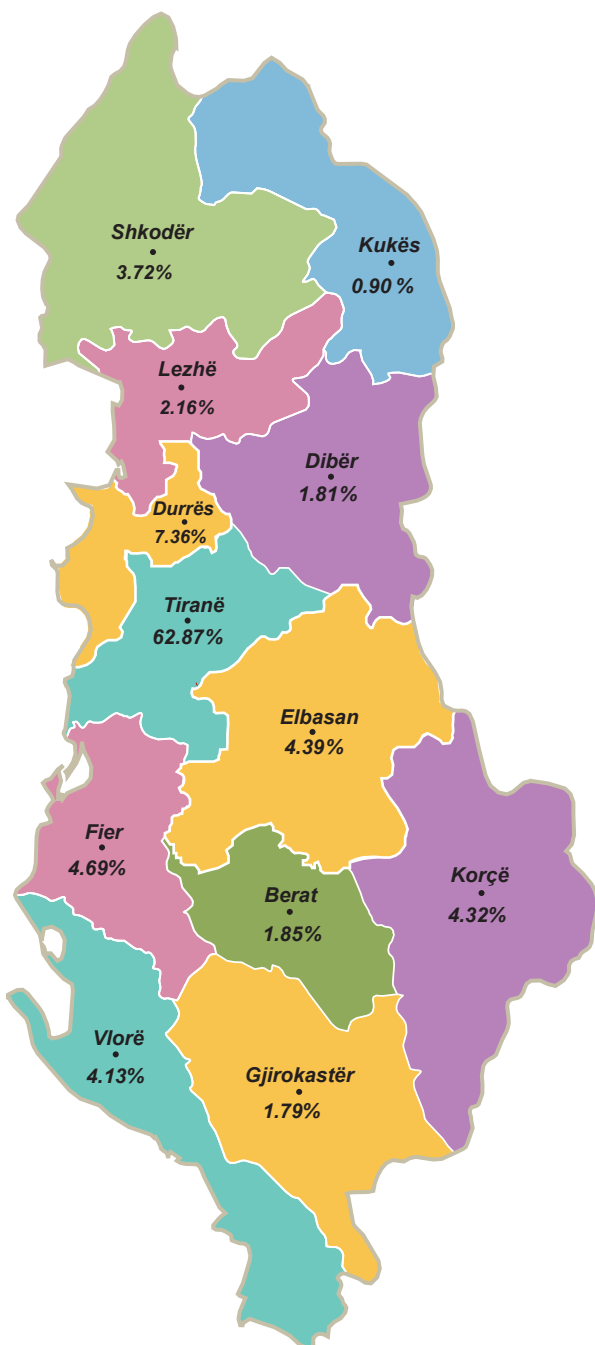 Shkodër
3.72%
Kukës
0.90 %
Lezhë
2.16%
Dibër
1.81%
Durrës
7.36%
Tiranë
62.87%
Elbasan
4.39%
Fier
4.69%
Korçë
4.32%
Berat
1.85%
Vlorë
4.13%
Gjirokastër
1.79%